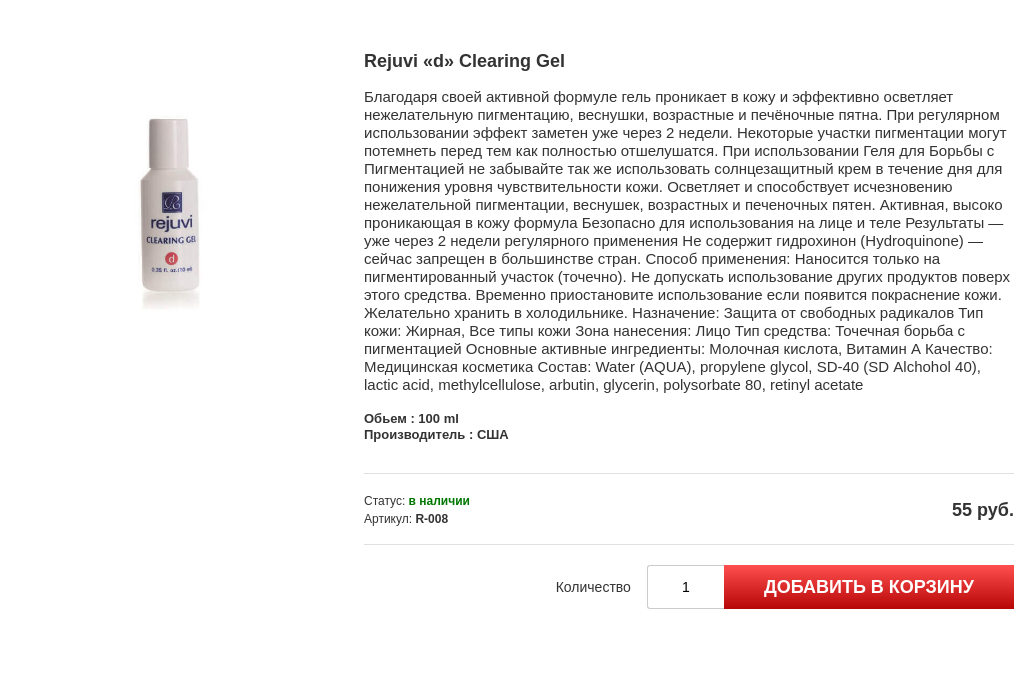 Rejuvi «d» Clearing Gel
Благодаря своей активной формуле гель проникает в кожу и эффективно осветляет
нежелательную пигментацию, веснушки, возрастные и печёночные пятна. При регулярном
использовании эффект заметен уже через 2 недели. Некоторые участки пигментации могут
потемнеть перед тем как полностью отшелушатся. При использовании Геля для Борьбы с
Пигментацией не забывайте так же использовать солнцезащитный крем в течение дня для
понижения уровня чувствительности кожи. Осветляет и способствует исчезновению
нежелательной пигментации, веснушек, возрастных и печеночных пятен. Активная, высоко
проникающая в кожу формула Безопасно для использования на лице и теле Результаты —
уже через 2 недели регулярного применения Не содержит гидрохинон (Hydroquinone) —
сейчас запрещен в большинстве стран. Способ применения: Наносится только на
пигментированный участок (точечно). Не допускать использование других продуктов поверх
этого средства. Временно приостановите использование если появится покраснение кожи.
Желательно хранить в холодильнике. Назначение: Защита от свободных радикалов Тип
кожи: Жирная, Все типы кожи Зона нанесения: Лицо Тип средства: Точечная борьба с
пигментацией Основные активные ингредиенты: Молочная кислота, Витамин А Качество:
Медицинская косметика Состав: Water (AQUA), propylene glycol, SD-40 (SD Alchohol 40),
lactic acid, methylcellulose, arbutin, glycerin, polysorbate 80, retinyl acetate
Обьем : 100 ml
Производитель : США
Статус: в наличии
Артикул: R-008
55 руб.
Количество 1 ДОБАВИТЬ В КОРЗИНУ
R
rejuvi
CLEARING GEL
d
0.35 fl. oz.(10 ml)